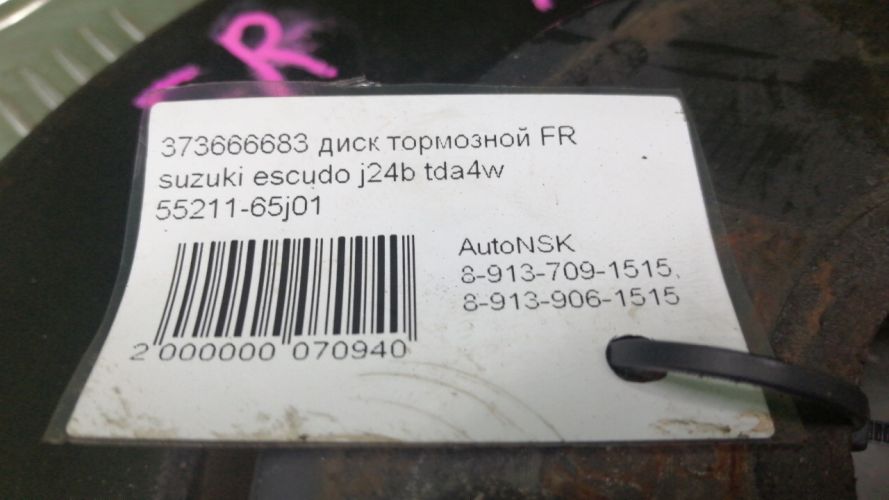 FR
373666683 диск тормозной FR
suzuki escudo j24b tda4w
55211-65j01
AutoNSK
8-913-709-1515,
8-913-906-1515
2 000000 070940